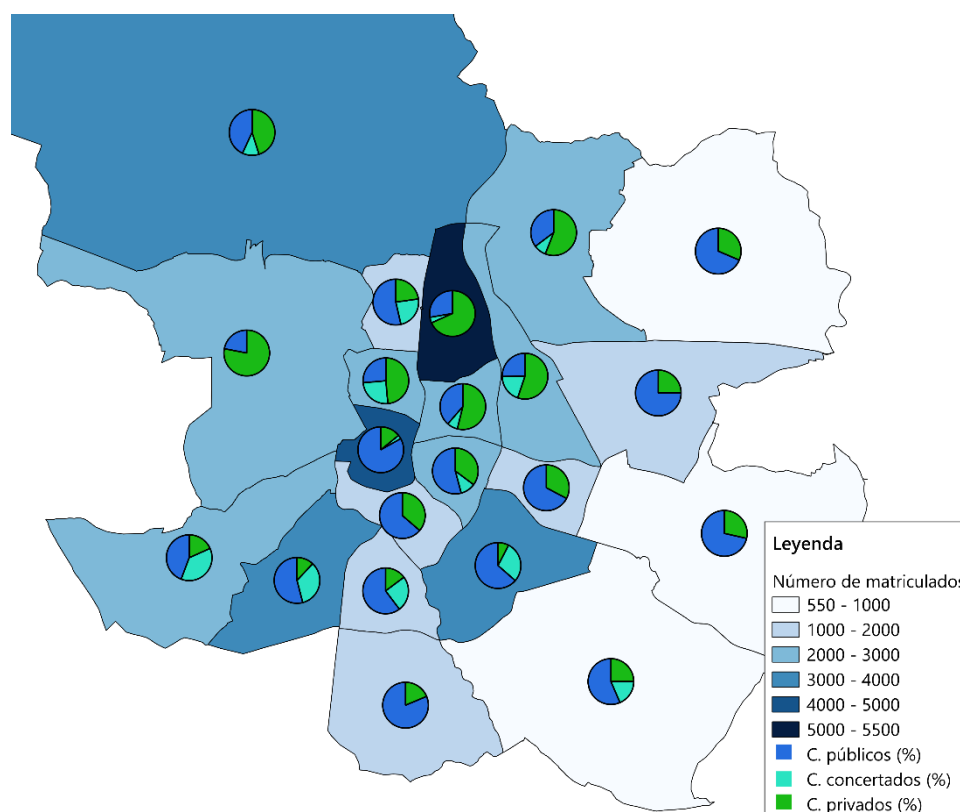 Leyenda
Número de matriculados
550 - 1000
1000 - 2000
2000 - 3000
3000 - 4000
4000 - 5000
5000 - 5500
C. públicos (%)
C. concertados (%)
C. privados (%)